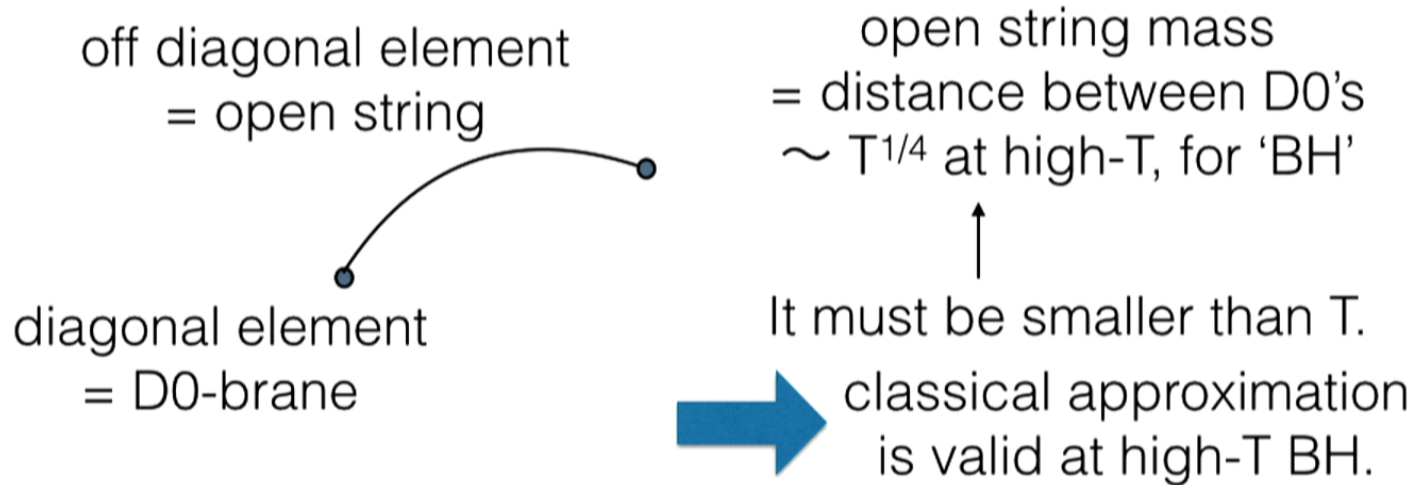 off diagonal element
= open string
diagonal element
= D0-brane
open string mass
= distance between D0’s
～ T1/4 at high-T, for ‘BH’
It must be smaller than T.
classical approximation
is valid at high-T BH.